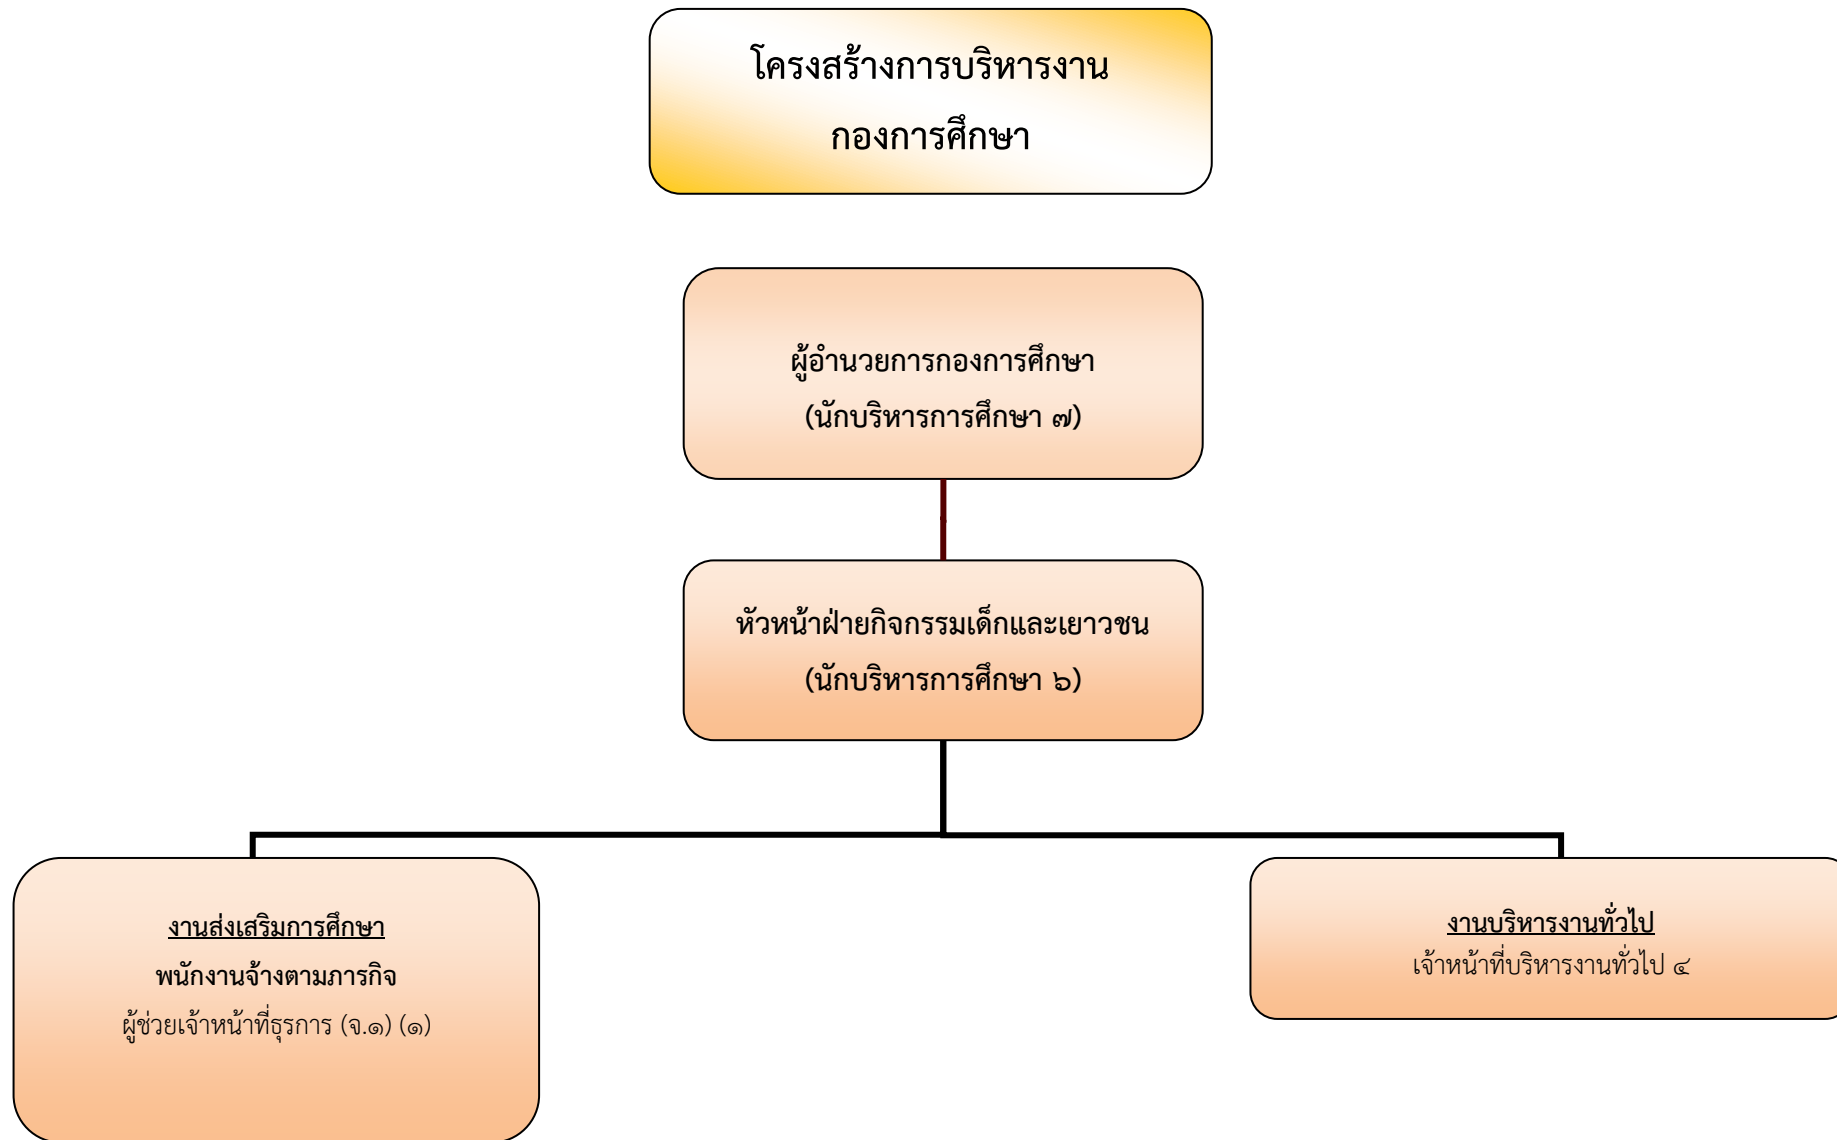 โครงสร้างการบริหารงาน
กองการศึกษา
ผู้อำนวยการกองการศึกษา
(นักบริหารการศึกษา ๗)
หัวหน้าฝ่ายกิจกรรมเด็กและเยาวชน
(นักบริหารการศึกษา ๖)
งานส่งเสริมการศึกษา
พนักงานจ้างตามภารกิจ
ผู้ช่วยเจ้าหน้าที่ธุรการ (จ.๑) (๑)
งานบริหารงานทั่วไป
เจ้าหน้าที่บริหารงานทั่วไป ๔